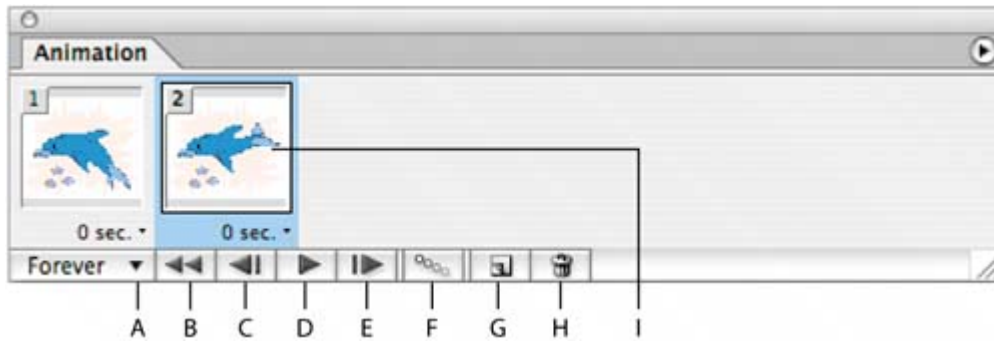 Animation
1 2
0 sec. 0 sec.
Forever
A B C D E F G H I